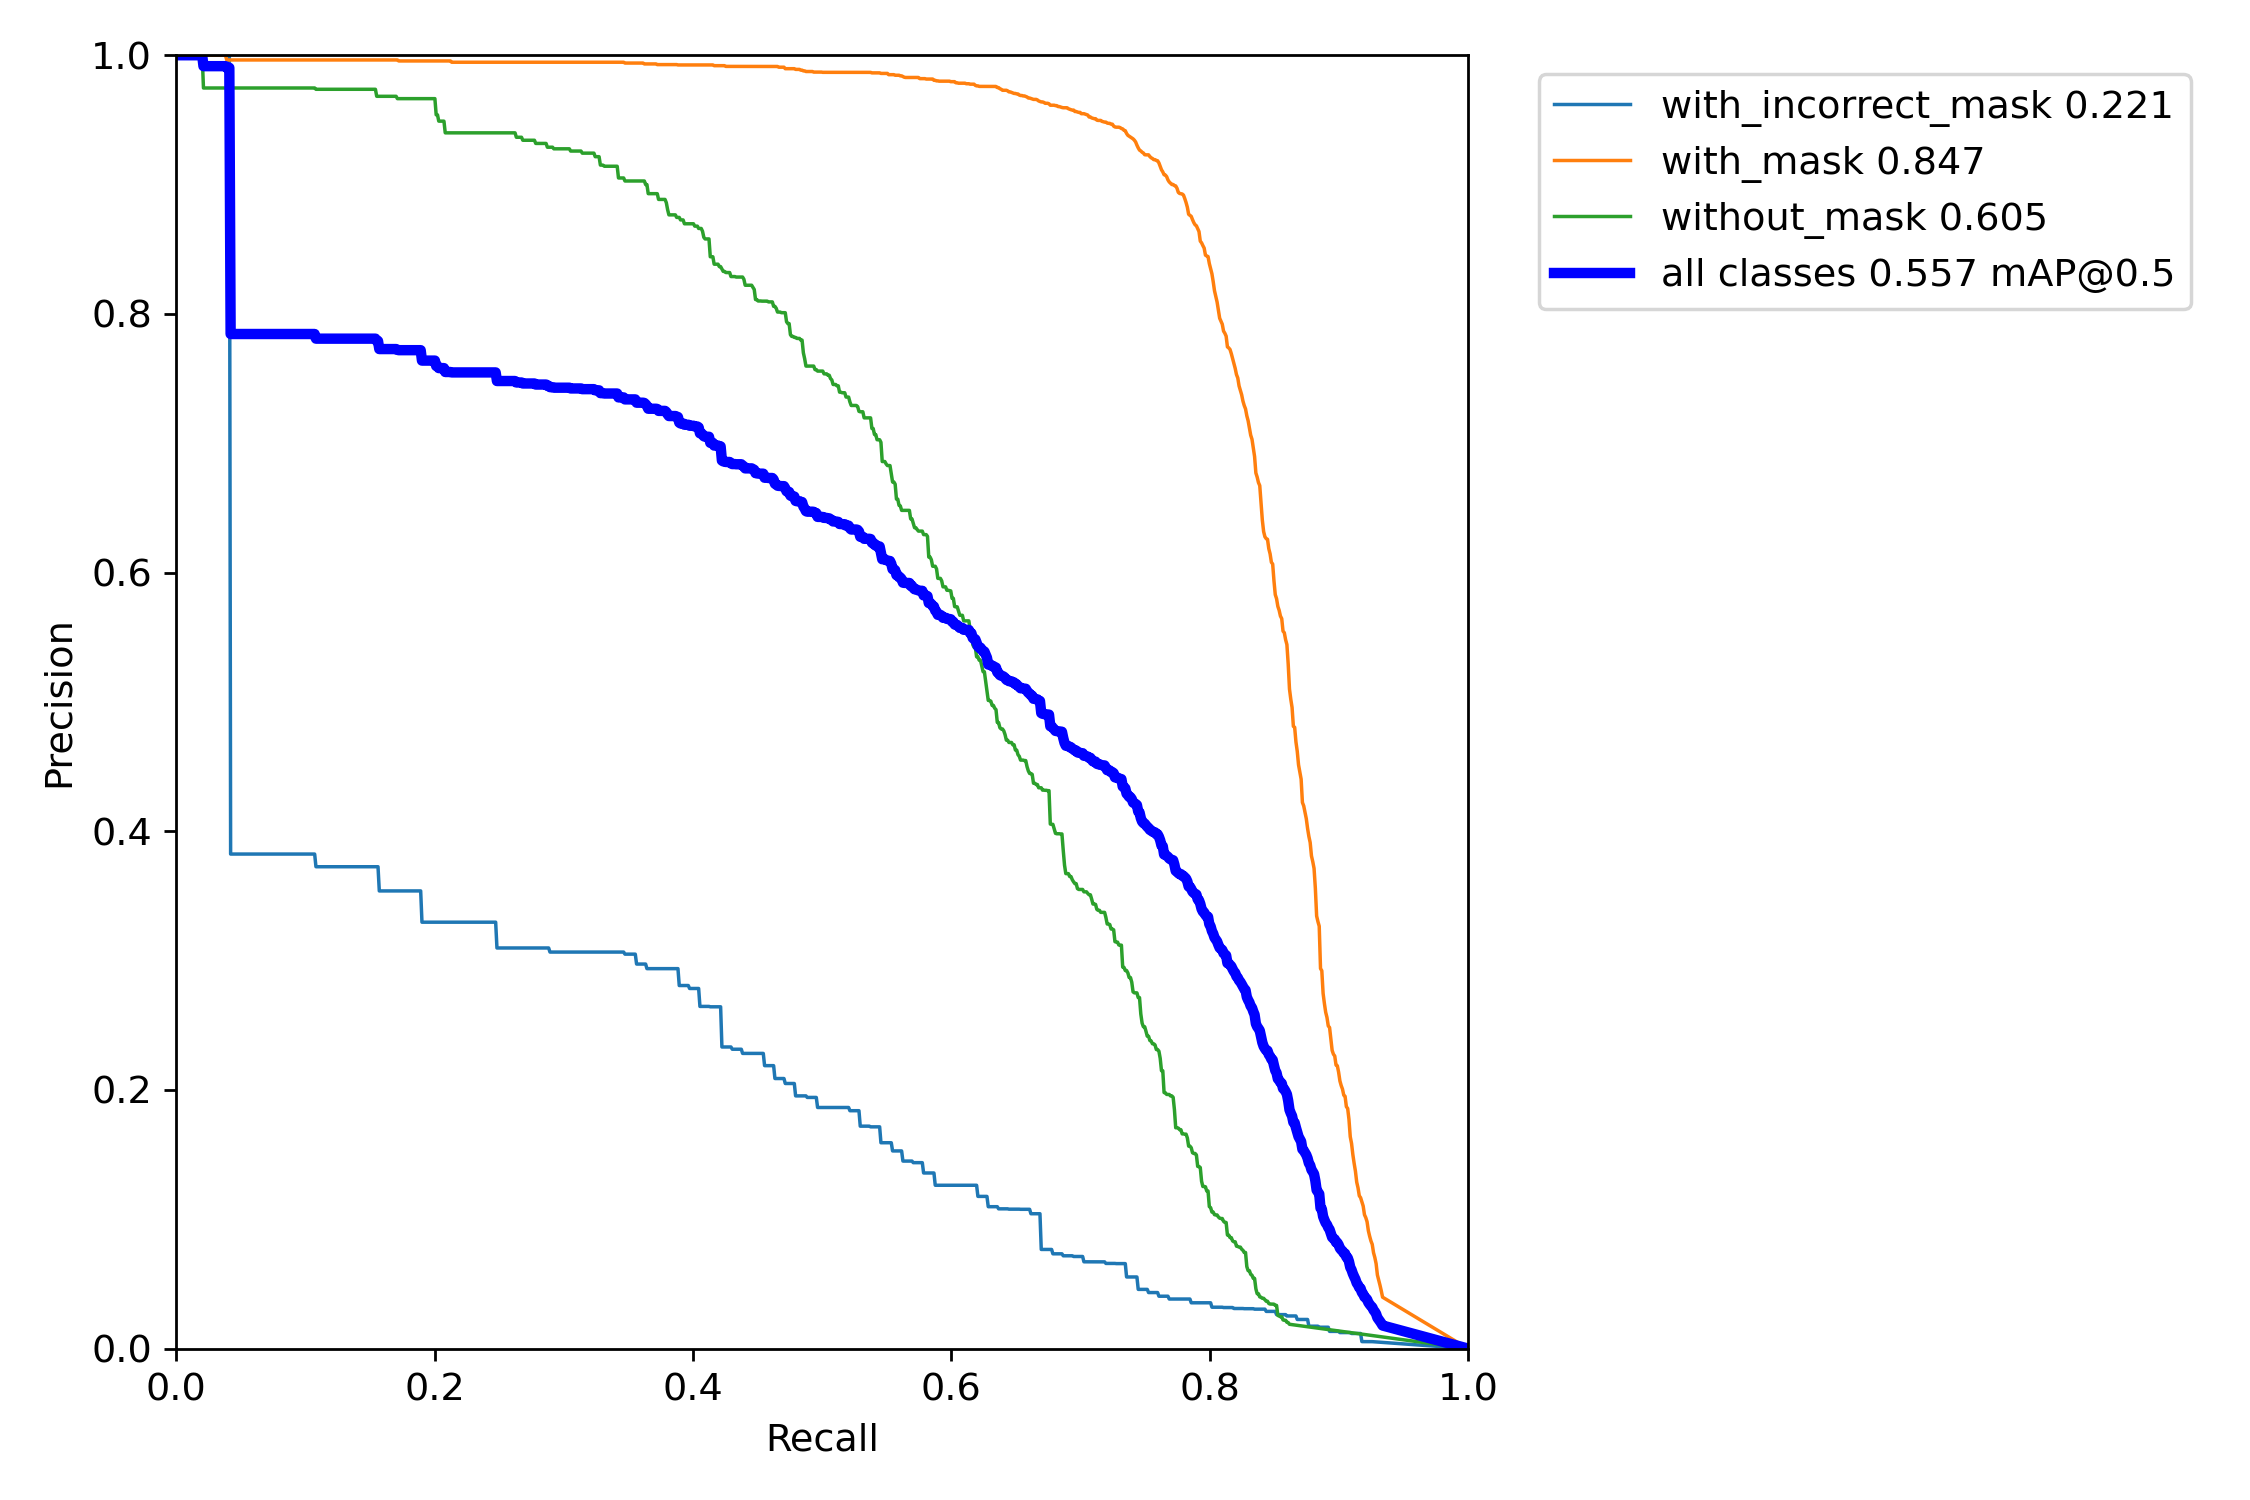 1.0
0.8
0.6
0.4
0.2
0.0
Precision
0.0 0.2 0.4 0.6 0.8 1.0
Recall
with_incorrect_mask 0.221
with_mask 0.847
without_mask 0.605
all classes 0.557 mAP@0.5